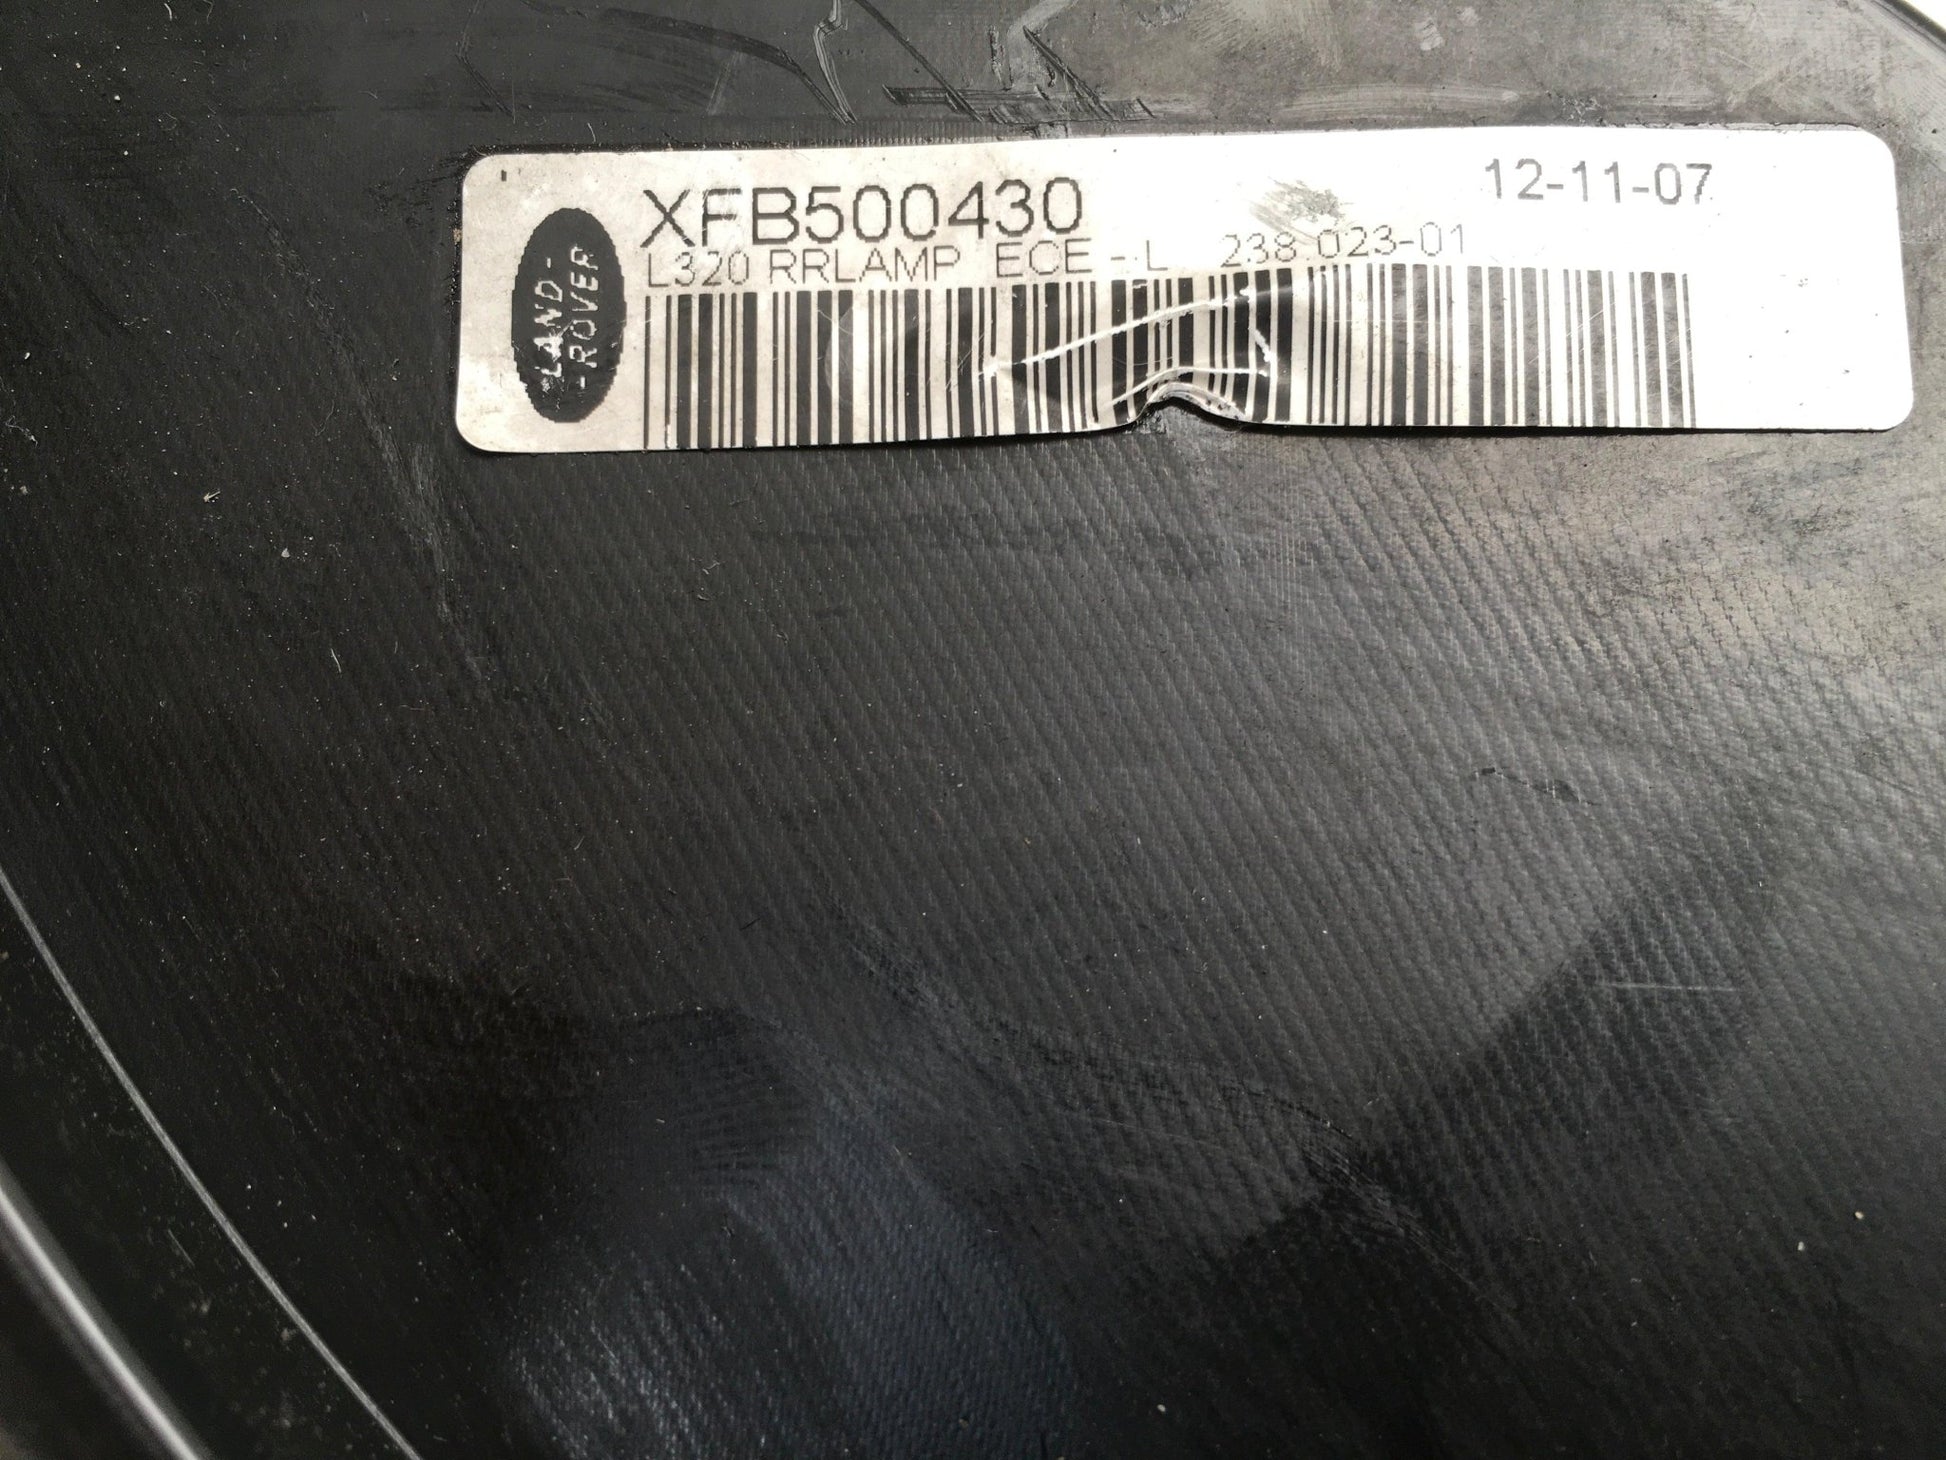 LAND-
-ROVER
XFB500430
12-11-07
L320 RRLAMP ECE - L 238.023-01